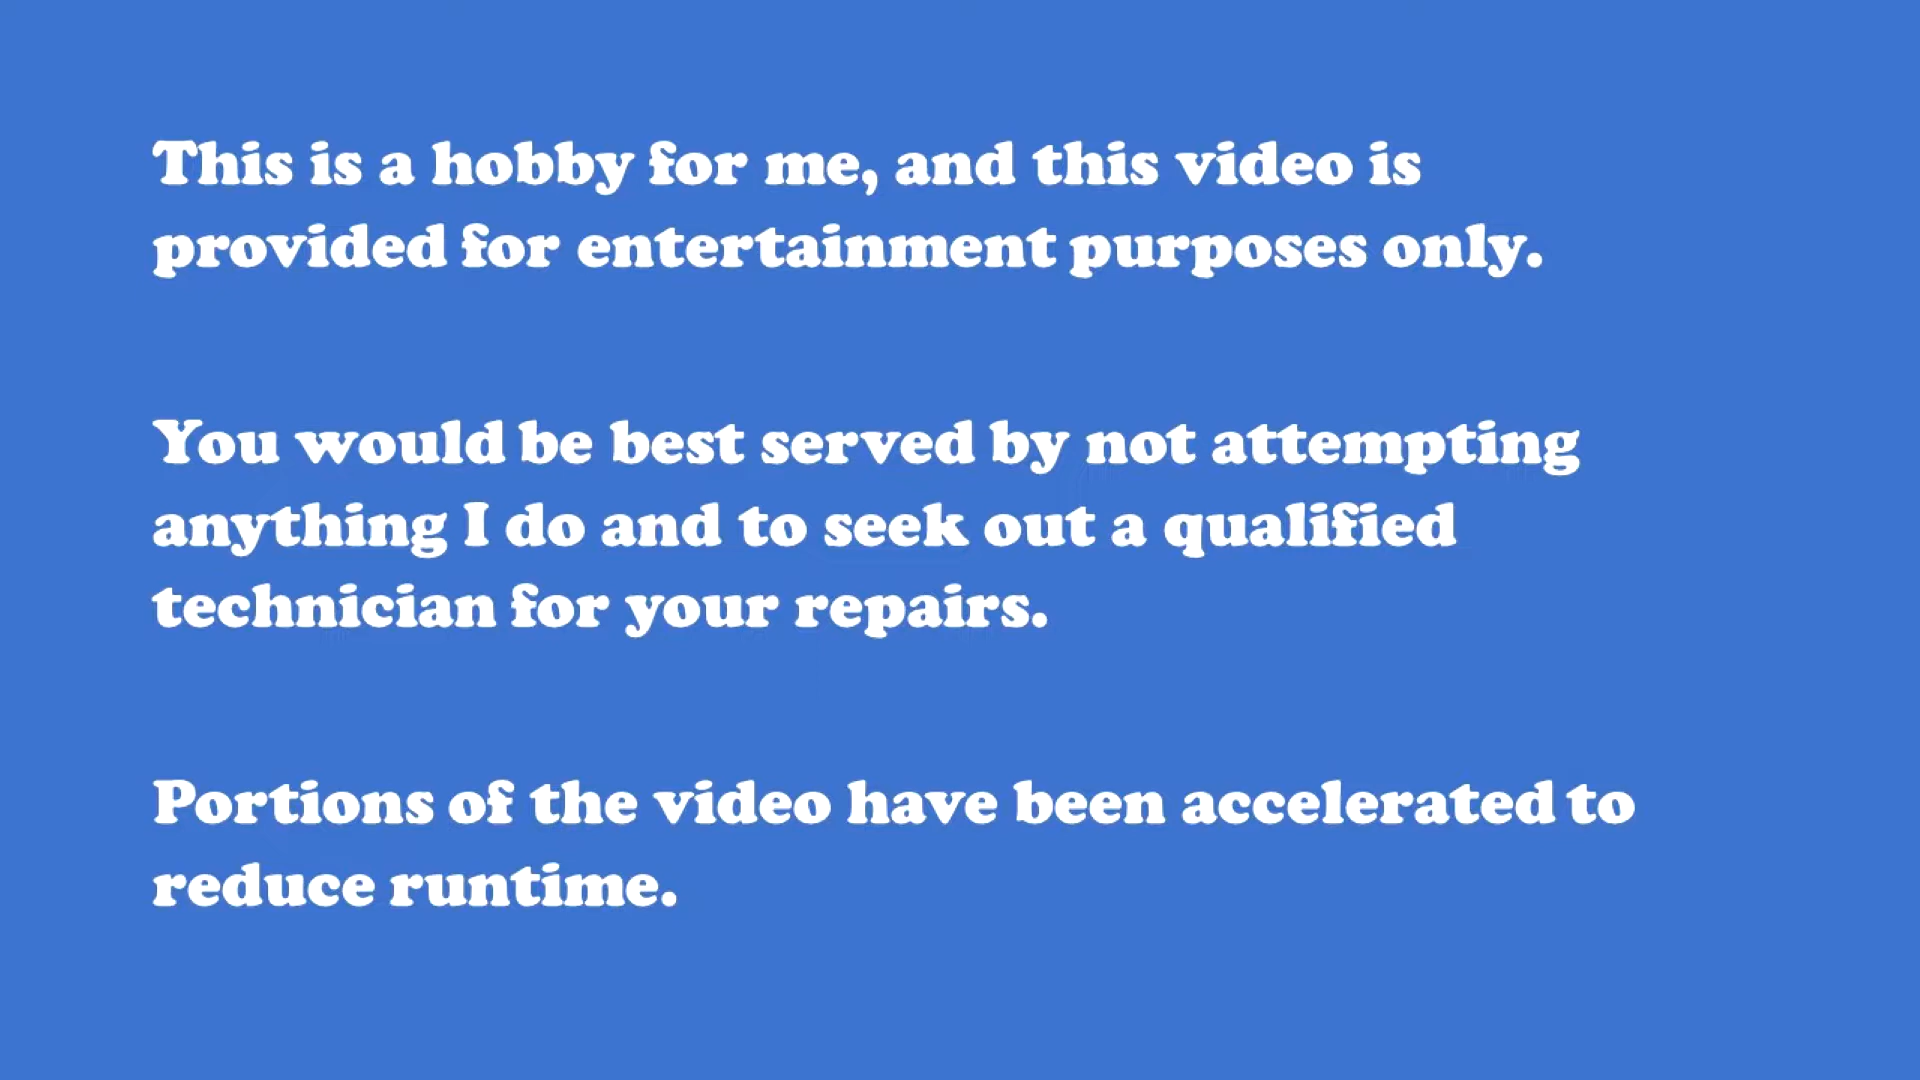 This is a hobby for me, and this video is
provided for entertainment purposes only.
You would be best served by not attempting
anything I do and to seek out a qualified
technician for your repairs.
Portions of the video have been accelerated to
reduce runtime.